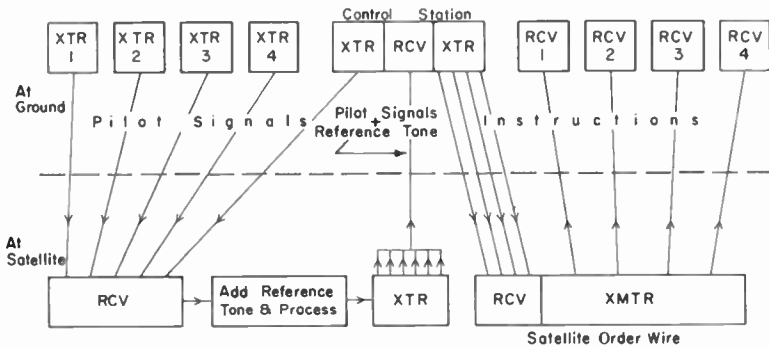 Control Station
XTR 1
XTR 2
XTR 3
XTR 4
XTR
RCV
XTR
RCV 1
RCV 2
RCV 3
RCV 4
At
Ground
Pilot Signals
Pilot Signals
+
Reference Tone
Instructions
At
Satellite
RCV
Add Reference
Tone & Process
XTR
RCV
XMTR
Satellite Order Wire